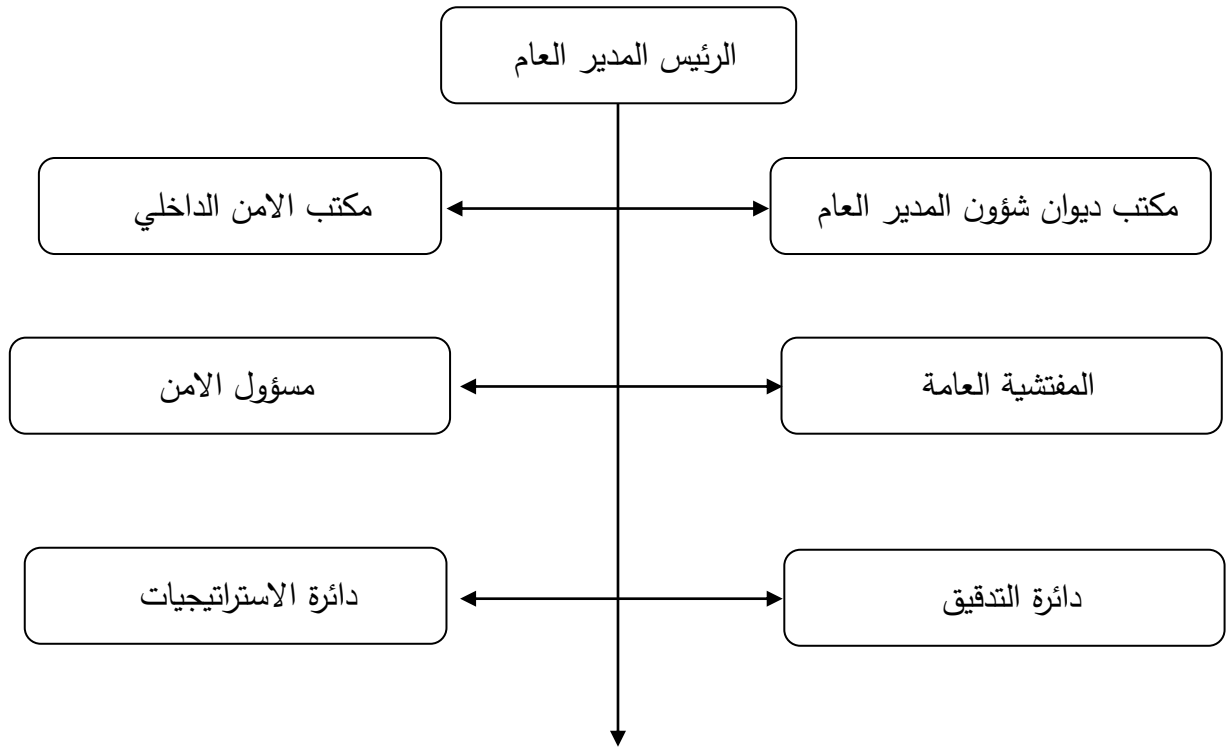 الرئيس المدير العام
مكتب ديوان شؤون المدير العام
مكتب الامن الداخلي
المفتشية العامة
مسؤول الامن
دائرة التدقيق
دائرة الاستراتيجيات